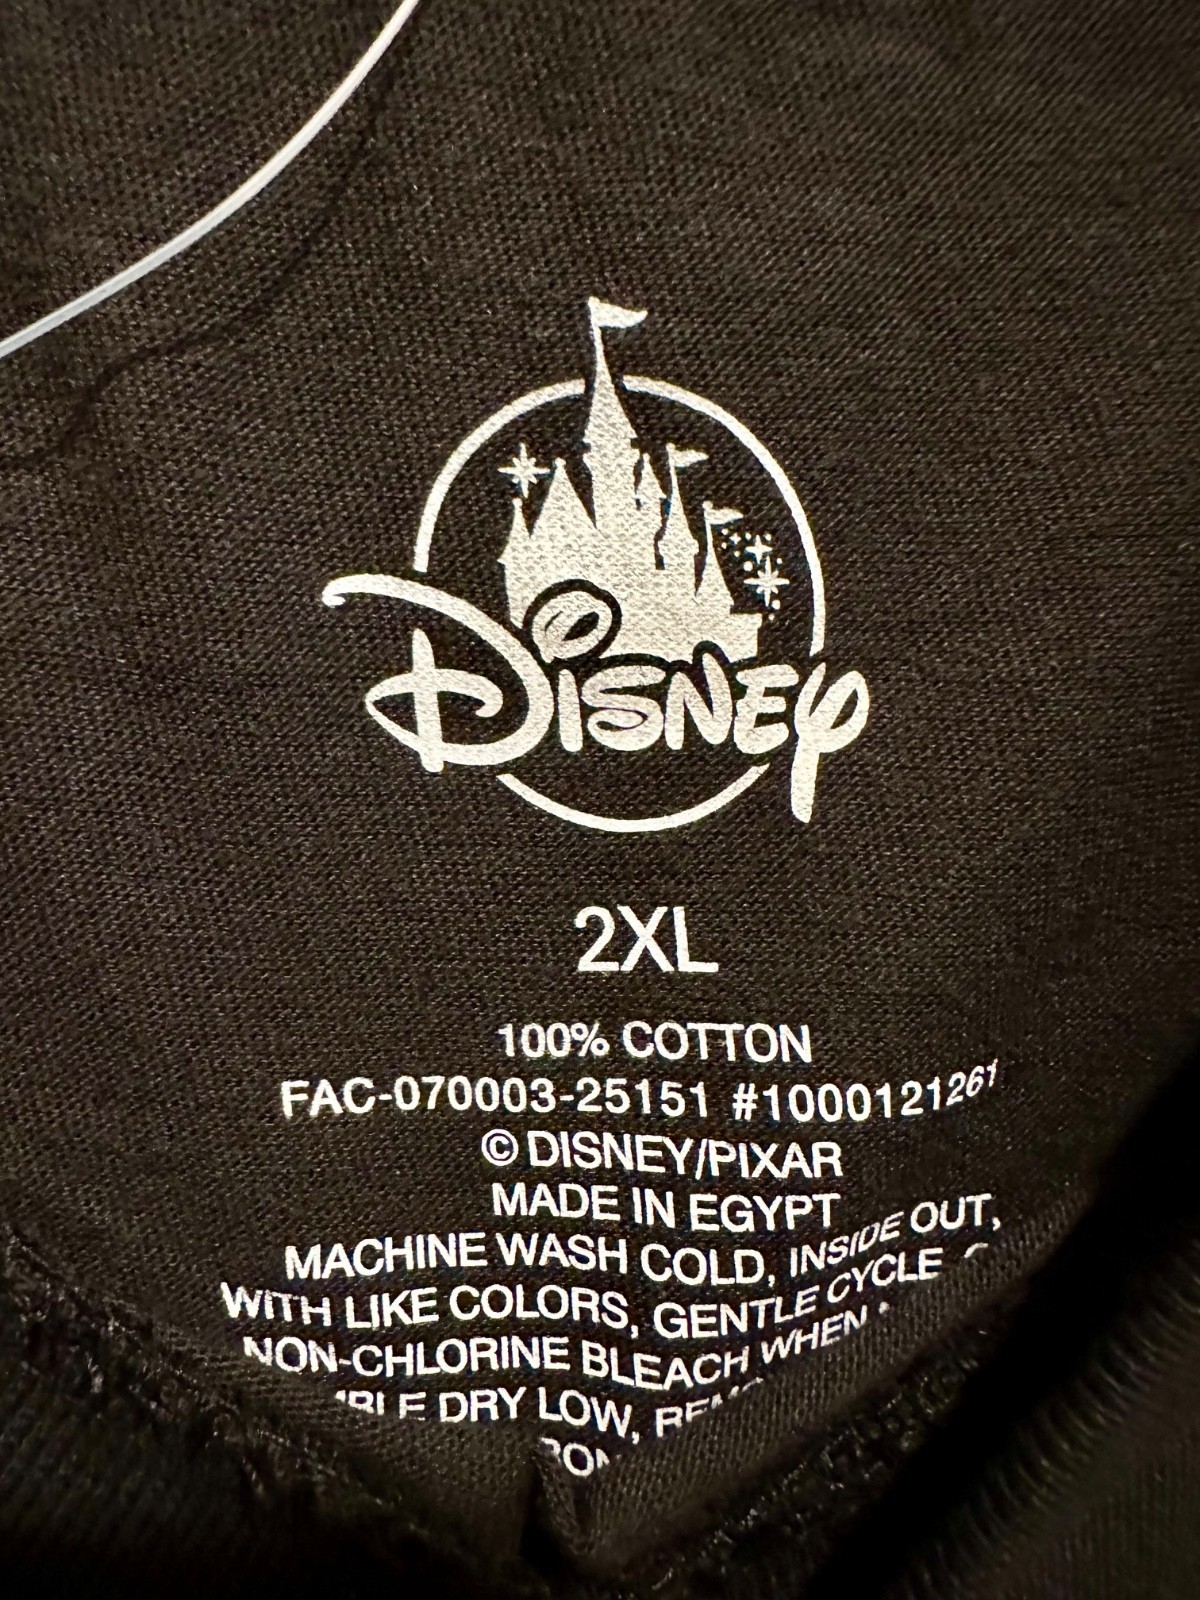 DISNEY
2XL
100% COTTON
FAC-070003-25151 #1000121261
© DISNEY/PIXAR
MADE IN EGYPT
MACHINE WASH COLD, INSIDE OUT,
WITH LIKE COLORS, GENTLE CYCLE
NON-CHLORINE BLEACH WHEN
DRY LOW,